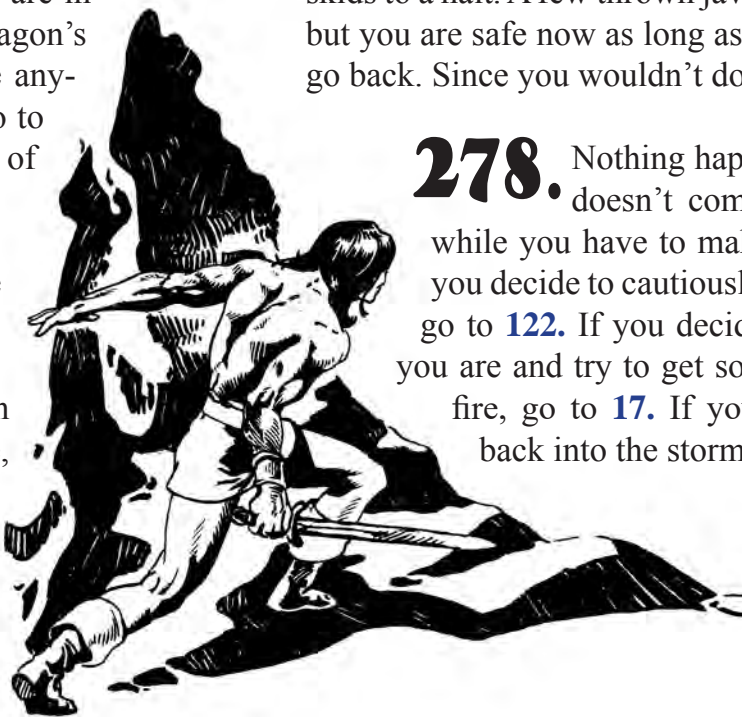 are in
agon's
any-
to
of
skids to a halt. A few thrown jav
but you are safe now as long as
go back. Since you wouldn't do
278. Nothing hap
doesn't com
while you have to mal
you decide to cautiousl
go to 122. If you decid
you are and try to get so
fire, go to 17. If yo
back into the storm